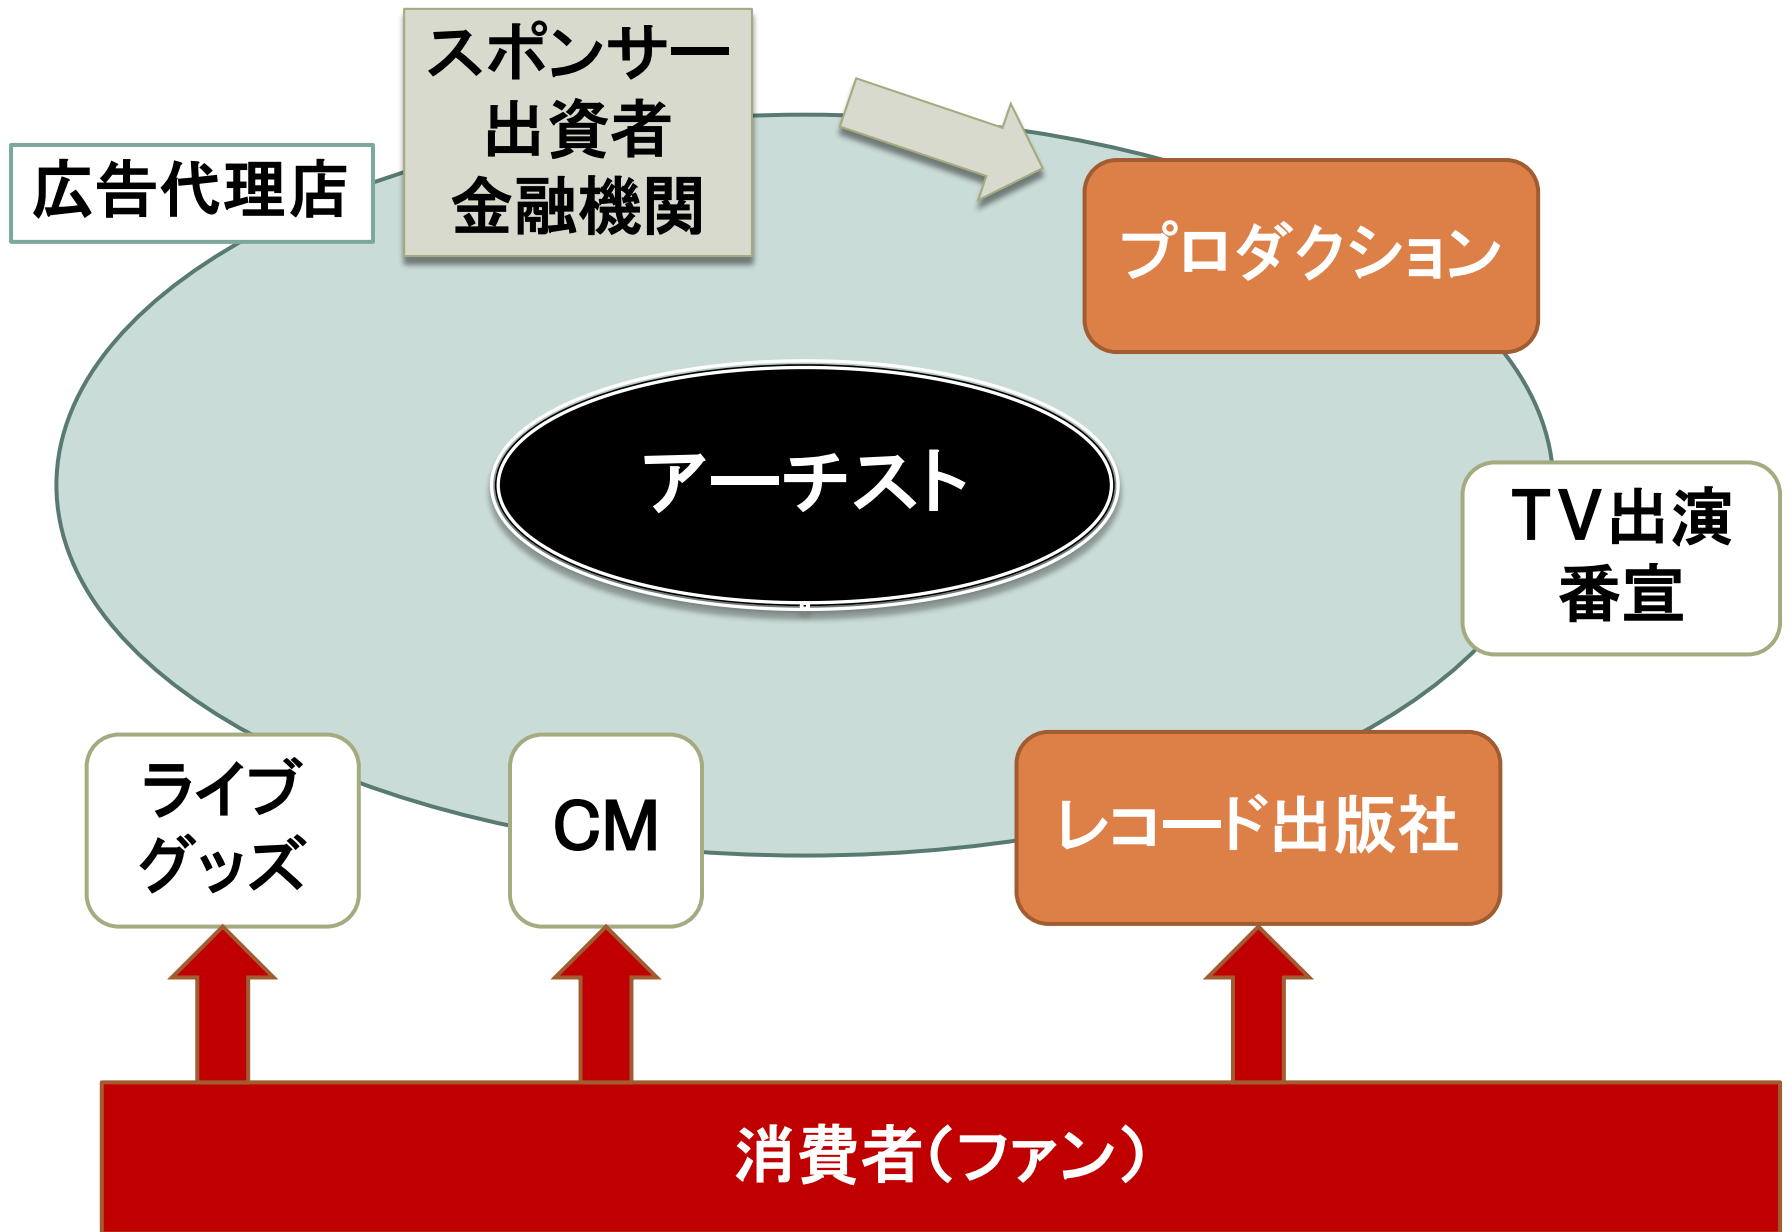 スポンサー
出資者
金融機関
広告代理店
プロダクション
アーチスト
TV出演
番宣
ライブ
グッズ
CM
レコード出版社
消費者(ファン)